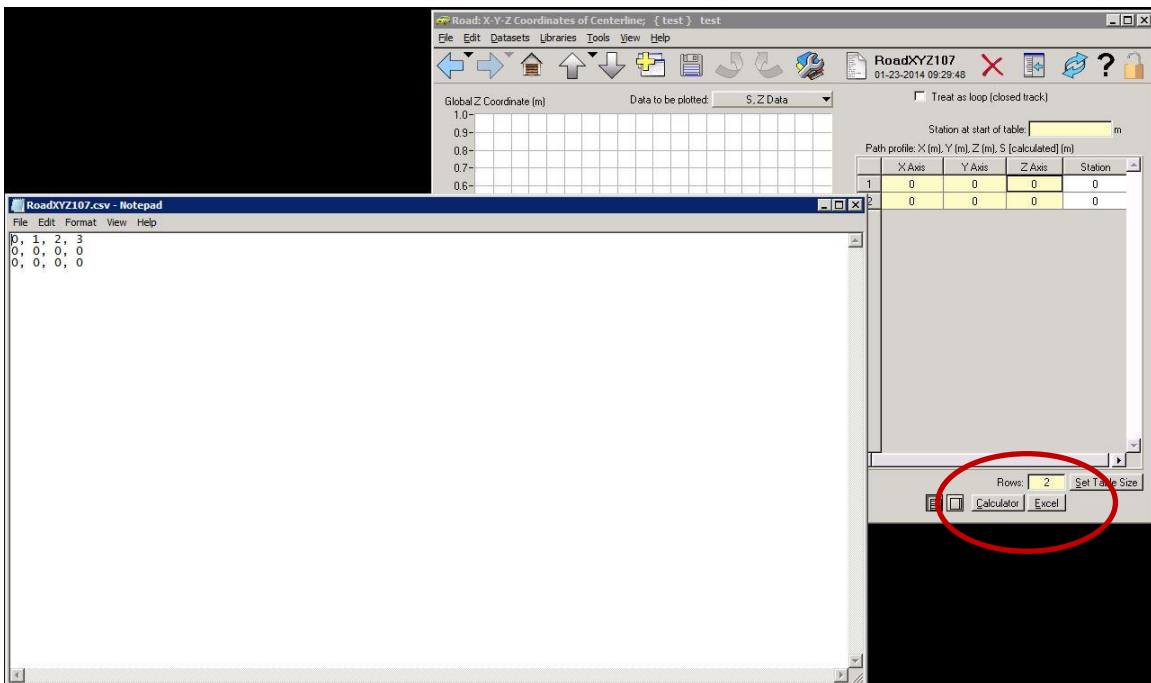 Road: X-Y-Z Coordinates of Centerline; { test } test
File Edit Datasets Libraries Tools View Help
RoadXYZ107
01-23-2014 09:29:48
?
Global Z Coordinate (m)
Data to be plotted: S, Z Data
1.0
0.9
0.8
0.7
0.6
Treat as loop (closed track)
Station at start of table: m
Path profile: X (m), Y (m), Z (m), S [calculated] (m)
X Axis Y Axis Z Axis Station
1 0 0 0 0
2 0 0 0 0
Rows: 2 Set Table Size
Calculator Excel
RoadXYZ107.csv - Notepad
File Edit Format View Help
0, 1, 2, 3
0, 0, 0, 0
0, 0, 0, 0